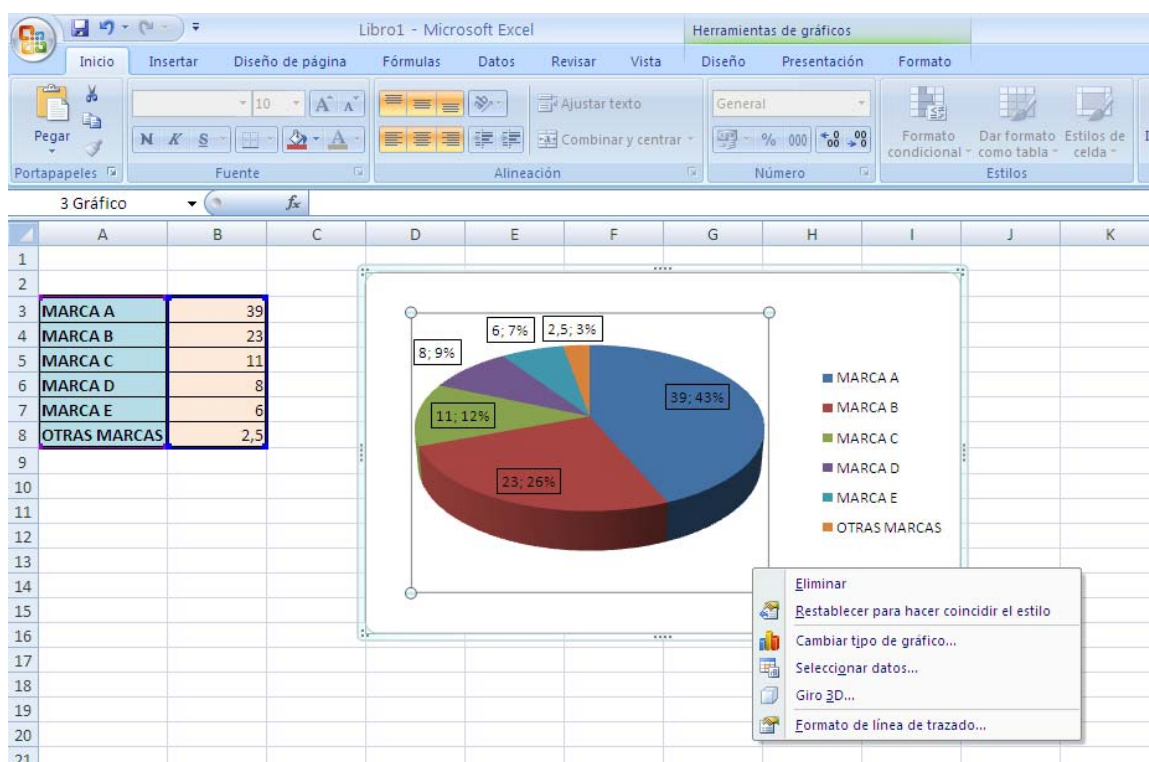 Libro1 - Microsoft Excel
Herramientas de gráficos
Inicio Insertar Diseño de página Fórmulas Datos Revisar Vista Diseño Presentación Formato
10 A A Ajustar texto General
Pegar N K S A Combinar y centrar % 000 Formato condicional Dar formato como tabla Estilos de celda
Portapapeles Fuente Alineación Número Estilos
3 Gráfico fx
A B C D E F G H I J K
1
2
3 MARCA A 39
4 MARCA B 23
5 MARCA C 11
6 MARCA D 8
7 MARCA E 6
8 OTRAS MARCAS 2,5
9
10
11
12
13
14
15
16
17
18
19
20
21
6; 7% 2,5; 3%
8; 9%
39; 43%
11; 12%
23; 26%
MARCA A
MARCA B
MARCA C
MARCA D
MARCA E
OTRAS MARCAS
Eliminar
Restablecer para hacer coincidir el estilo
Cambiar tipo de gráfico...
Seleccionar datos...
Giro 3D...
Formato de línea de trazado...